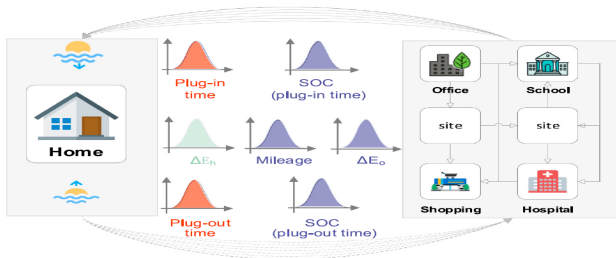 Plug-in
time
SOC
(plug-in time)
Office
School
Home
ΔEₕ
Mileage
ΔEₒ
site
site
Plug-out
time
SOC
(plug-out time)
Shopping
Hospital